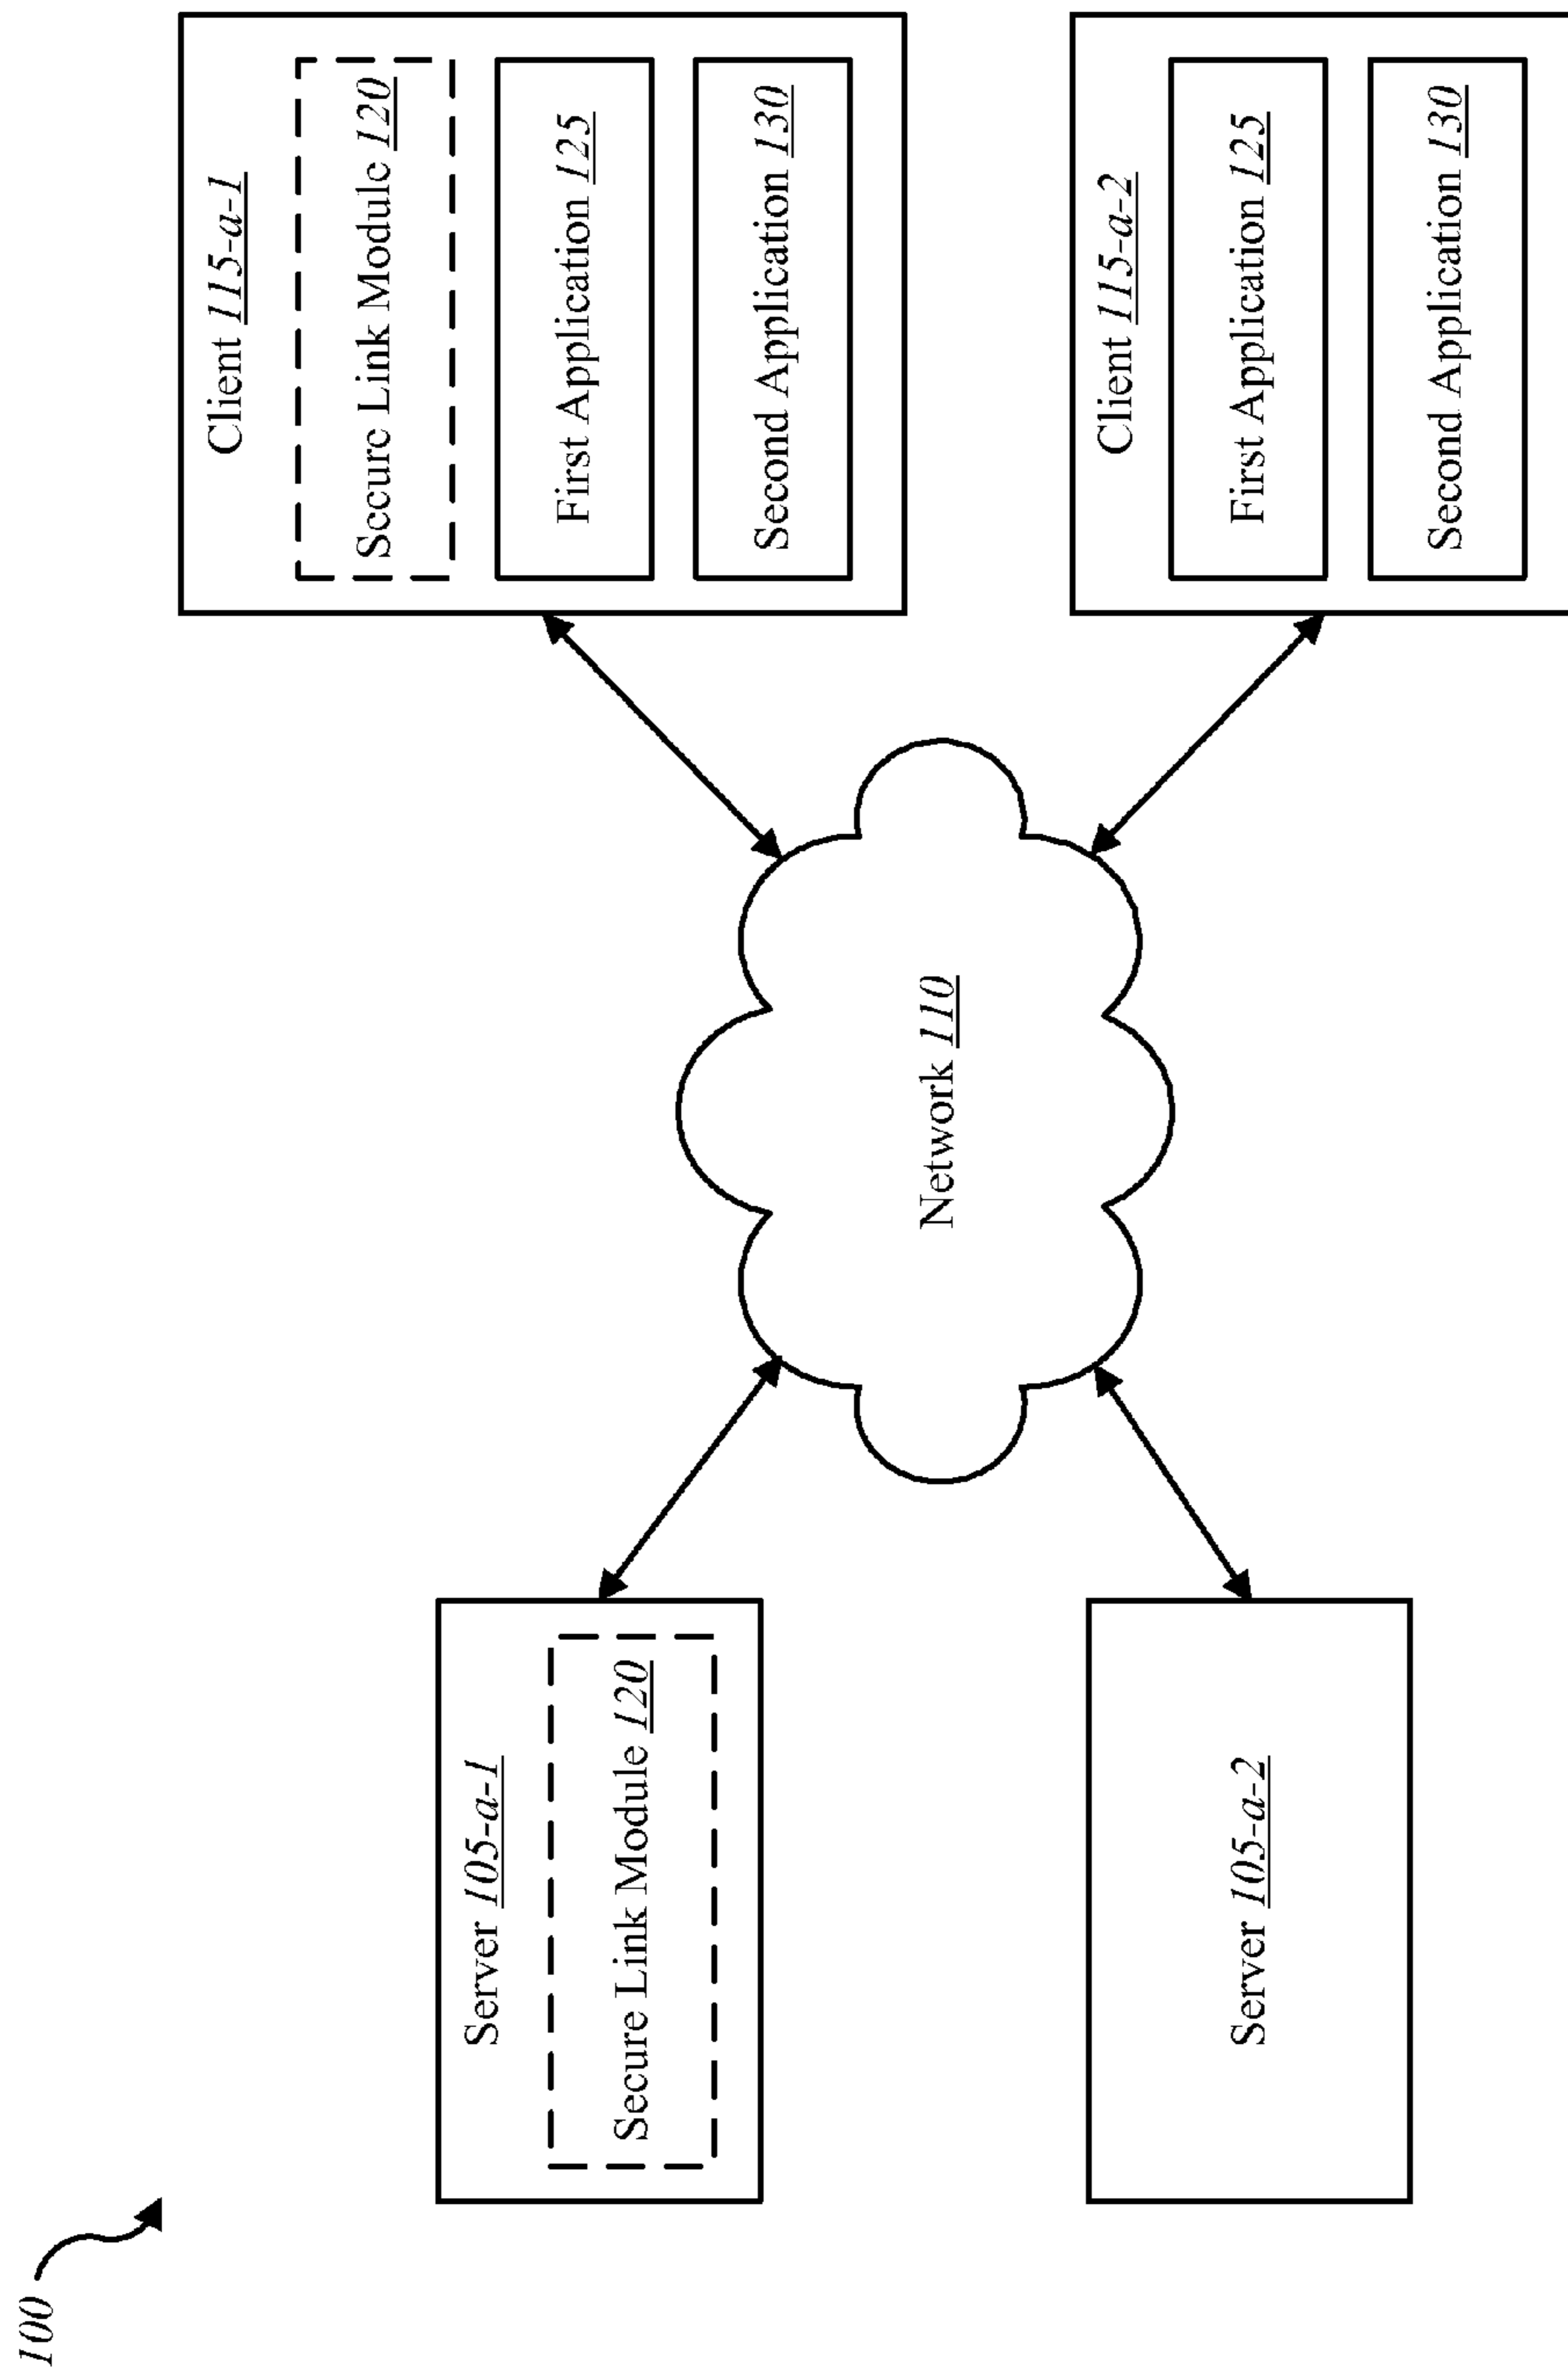 100
Server 105-a-1
Secure Link Module 120
Server 105-a-2
Network 110
Client 115-a-1
Secure Link Module 120
First Application 125
Second Application 130
Client 115-a-2
First Application 125
Second Application 130